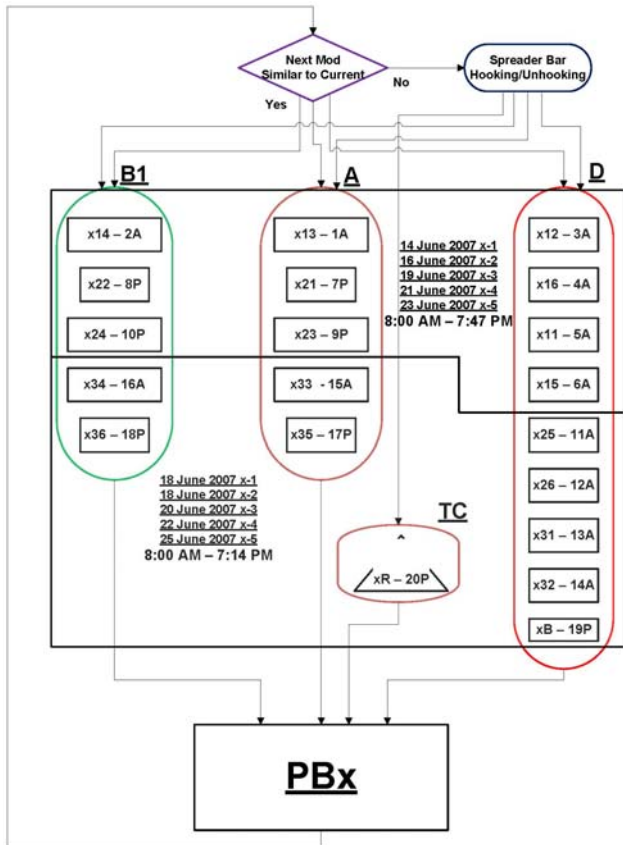 Next Mod
Similar to Current
No
Yes
Spreader Bar
Hooking/Unhooking
B1
x14 – 2A
x22 – 8P
x24 – 10P
x34 – 16A
x36 – 18P
A
x13 – 1A
x21 – 7P
x23 – 9P
x33 - 15A
x35 – 17P
14 June 2007 x-1
16 June 2007 x-2
19 June 2007 x-3
21 June 2007 x-4
23 June 2007 x-5
8:00 AM – 7:47 PM
D
x12 – 3A
x16 – 4A
x11 – 5A
x15 – 6A
x25 – 11A
x26 – 12A
x31 – 13A
x32 – 14A
xB – 19P
18 June 2007 x-1
18 June 2007 x-2
20 June 2007 x-3
22 June 2007 x-4
25 June 2007 x-5
8:00 AM – 7:14 PM
TC
^
xR – 20P
PBx